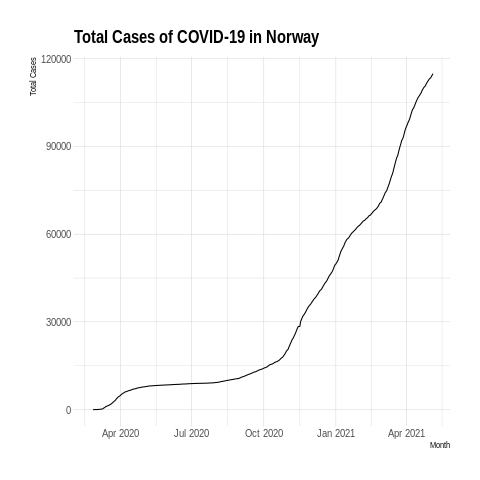 Total Cases of COVID-19 in Norway
Total Cases
120000
90000
60000
30000
0
Apr 2020 Jul 2020 Oct 2020 Jan 2021 Apr 2021
Month